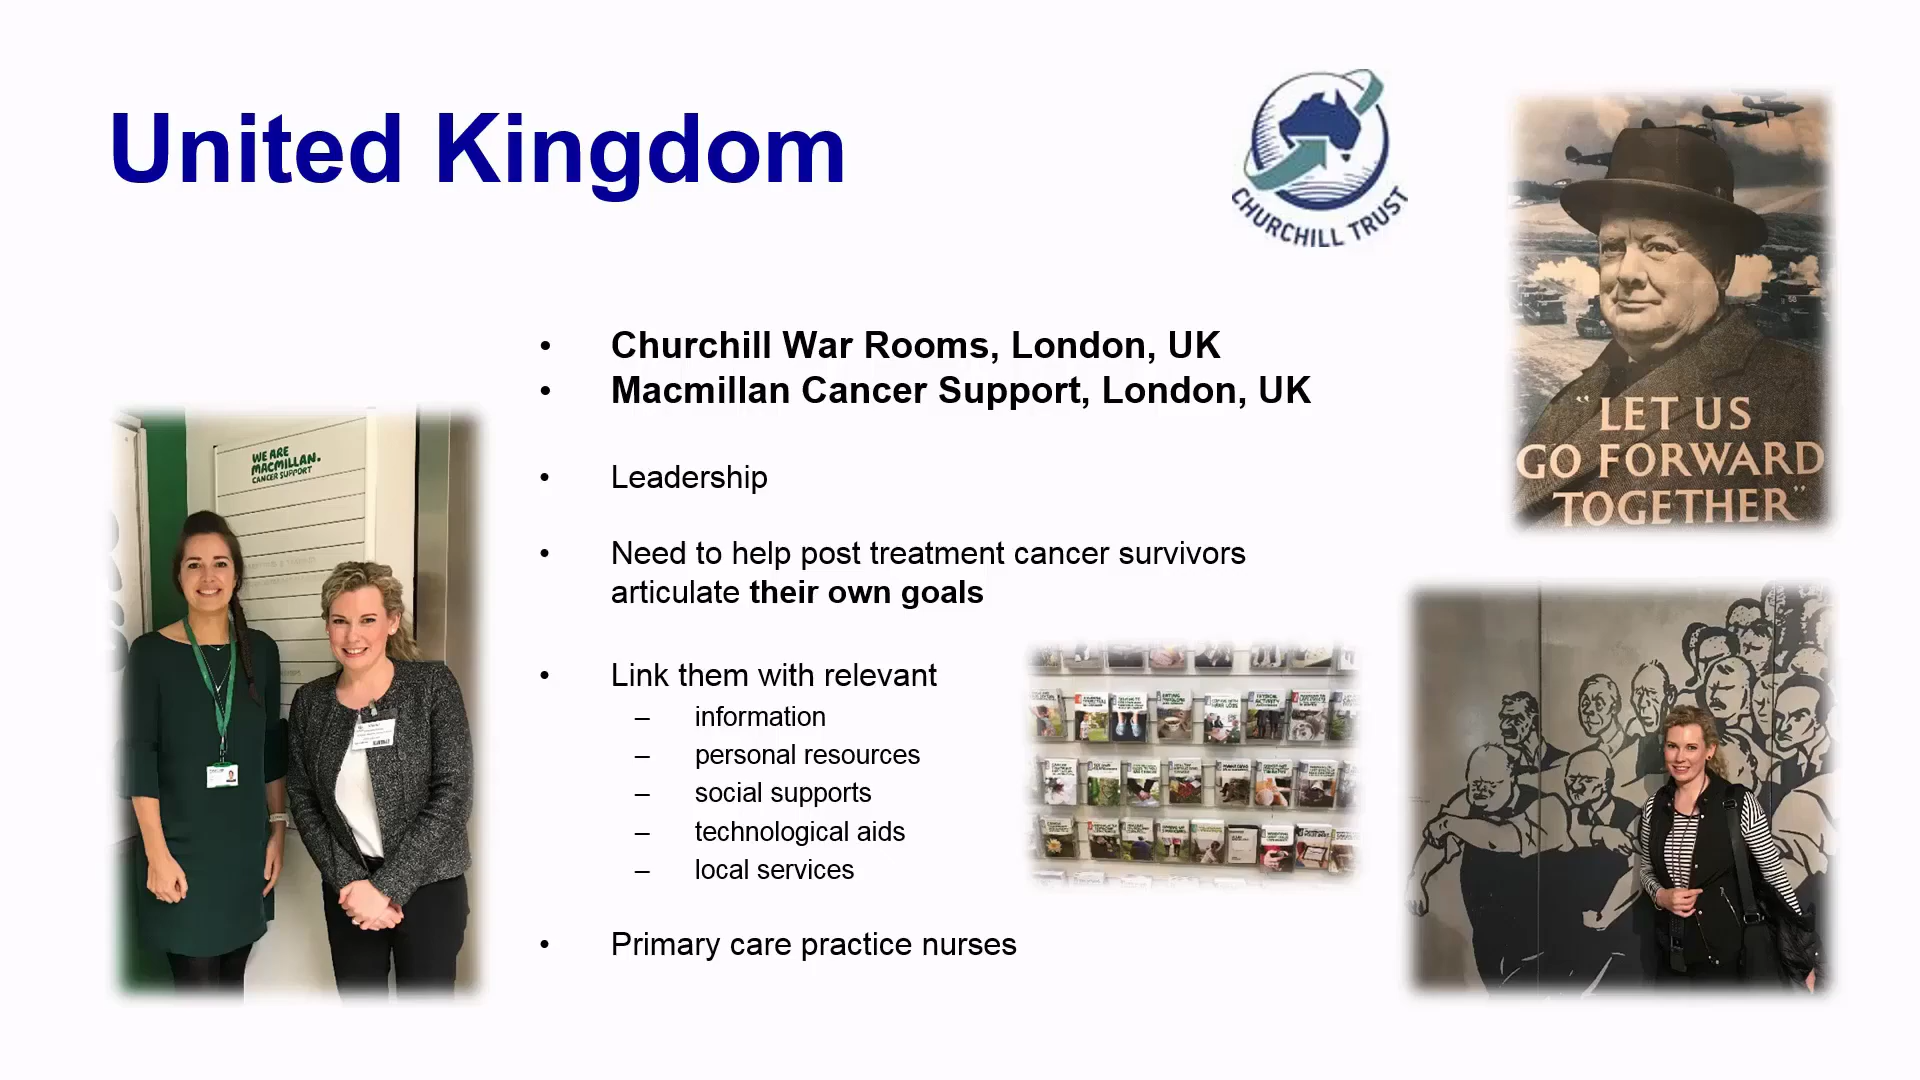 United Kingdom
CHURCHILL TRUST
• Churchill War Rooms, London, UK
• Macmillan Cancer Support, London, UK
• Leadership
• Need to help post treatment cancer survivors
articulate their own goals
• Link them with relevant
– information
– personal resources
– social supports
– technological aids
– local services
• Primary care practice nurses
WE ARE
MACMILLAN.
CANCER SUPPORT
“LET US
GO FORWARD
TOGETHER”